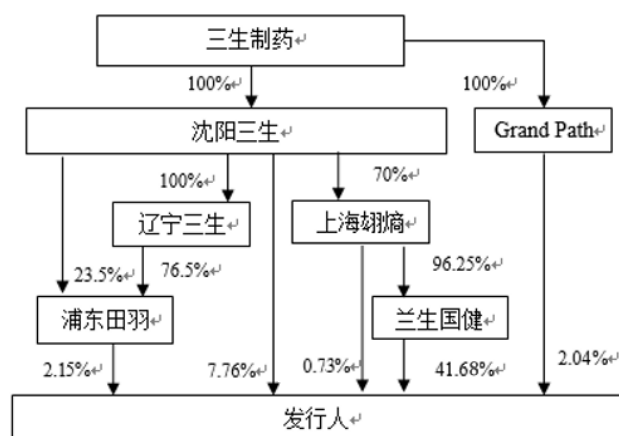 三生制药
100%
100%
沈阳三生
Grand Path
100%
70%
辽宁三生
上海翃熵
23.5%
76.5%
96.25%
浦东田羽
兰生国健
2.15%
7.76%
0.73%
41.68%
2.04%
发行人